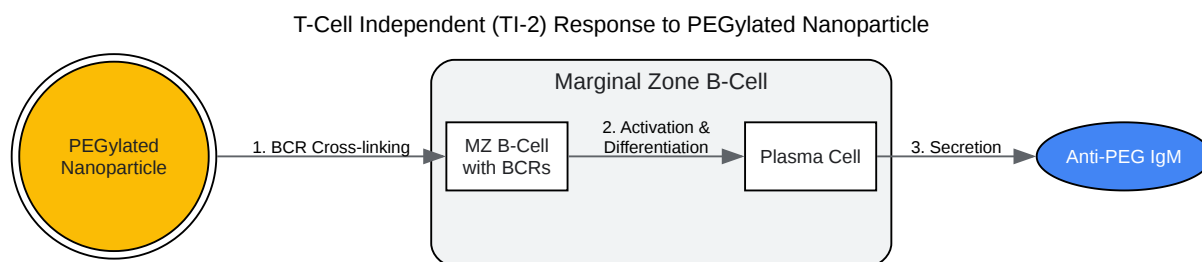 T-Cell Independent (TI-2) Response to PEGylated Nanoparticle
Marginal Zone B-Cell
PEGylated
Nanoparticle
1. BCR Cross-linking
MZ B-Cell
with BCRs
2. Activation &
Differentiation
Plasma Cell
3. Secretion
Anti-PEG IgM